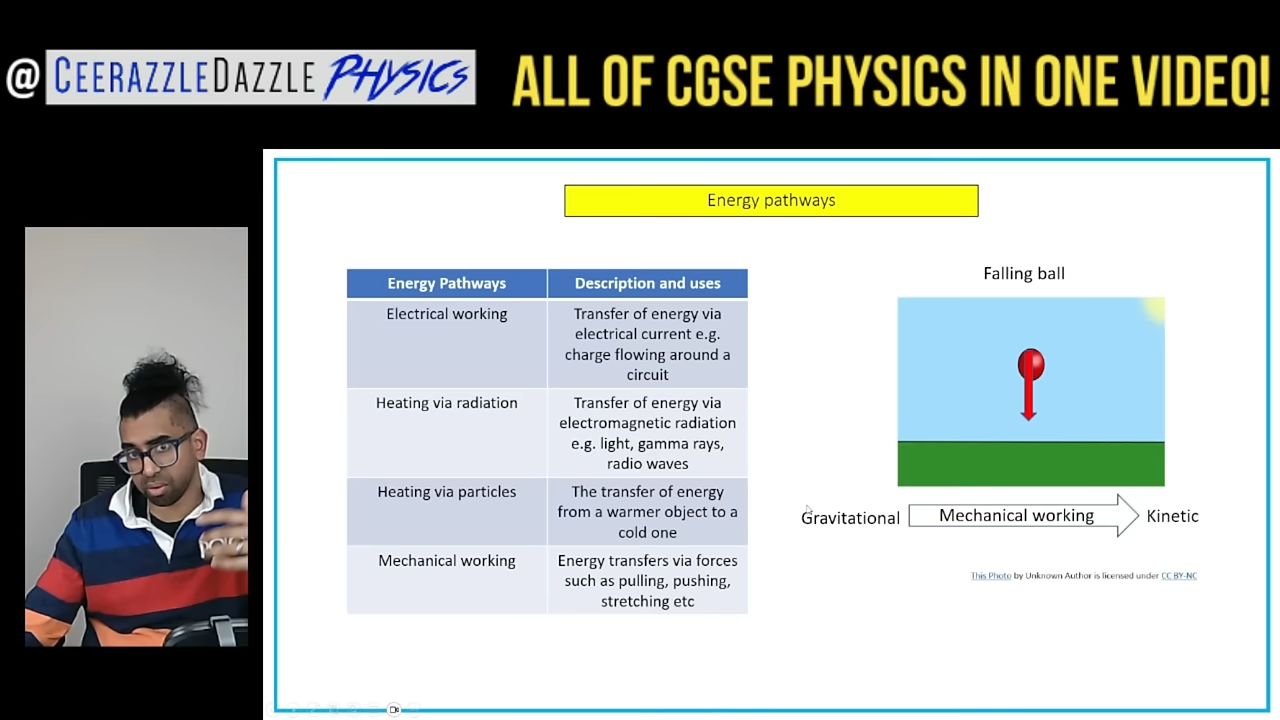 @ CEERAZZLEDAZZLE PHYSICS
ALL OF CGSE PHYSICS IN ONE VIDEO!
Energy pathways
Energy Pathways
Description and uses
Electrical working
Transfer of energy via
electrical current e.g.
charge flowing around a
circuit
Heating via radiation
Transfer of energy via
electromagnetic radiation
e.g. light, gamma rays,
radio waves
Heating via particles
The transfer of energy
from a warmer object to a
cold one
Mechanical working
Energy transfers via forces
such as pulling, pushing,
stretching etc
Falling ball
Gravitational
Mechanical working
Kinetic
This Photo by Unknown Author is licensed under CC BY-NC